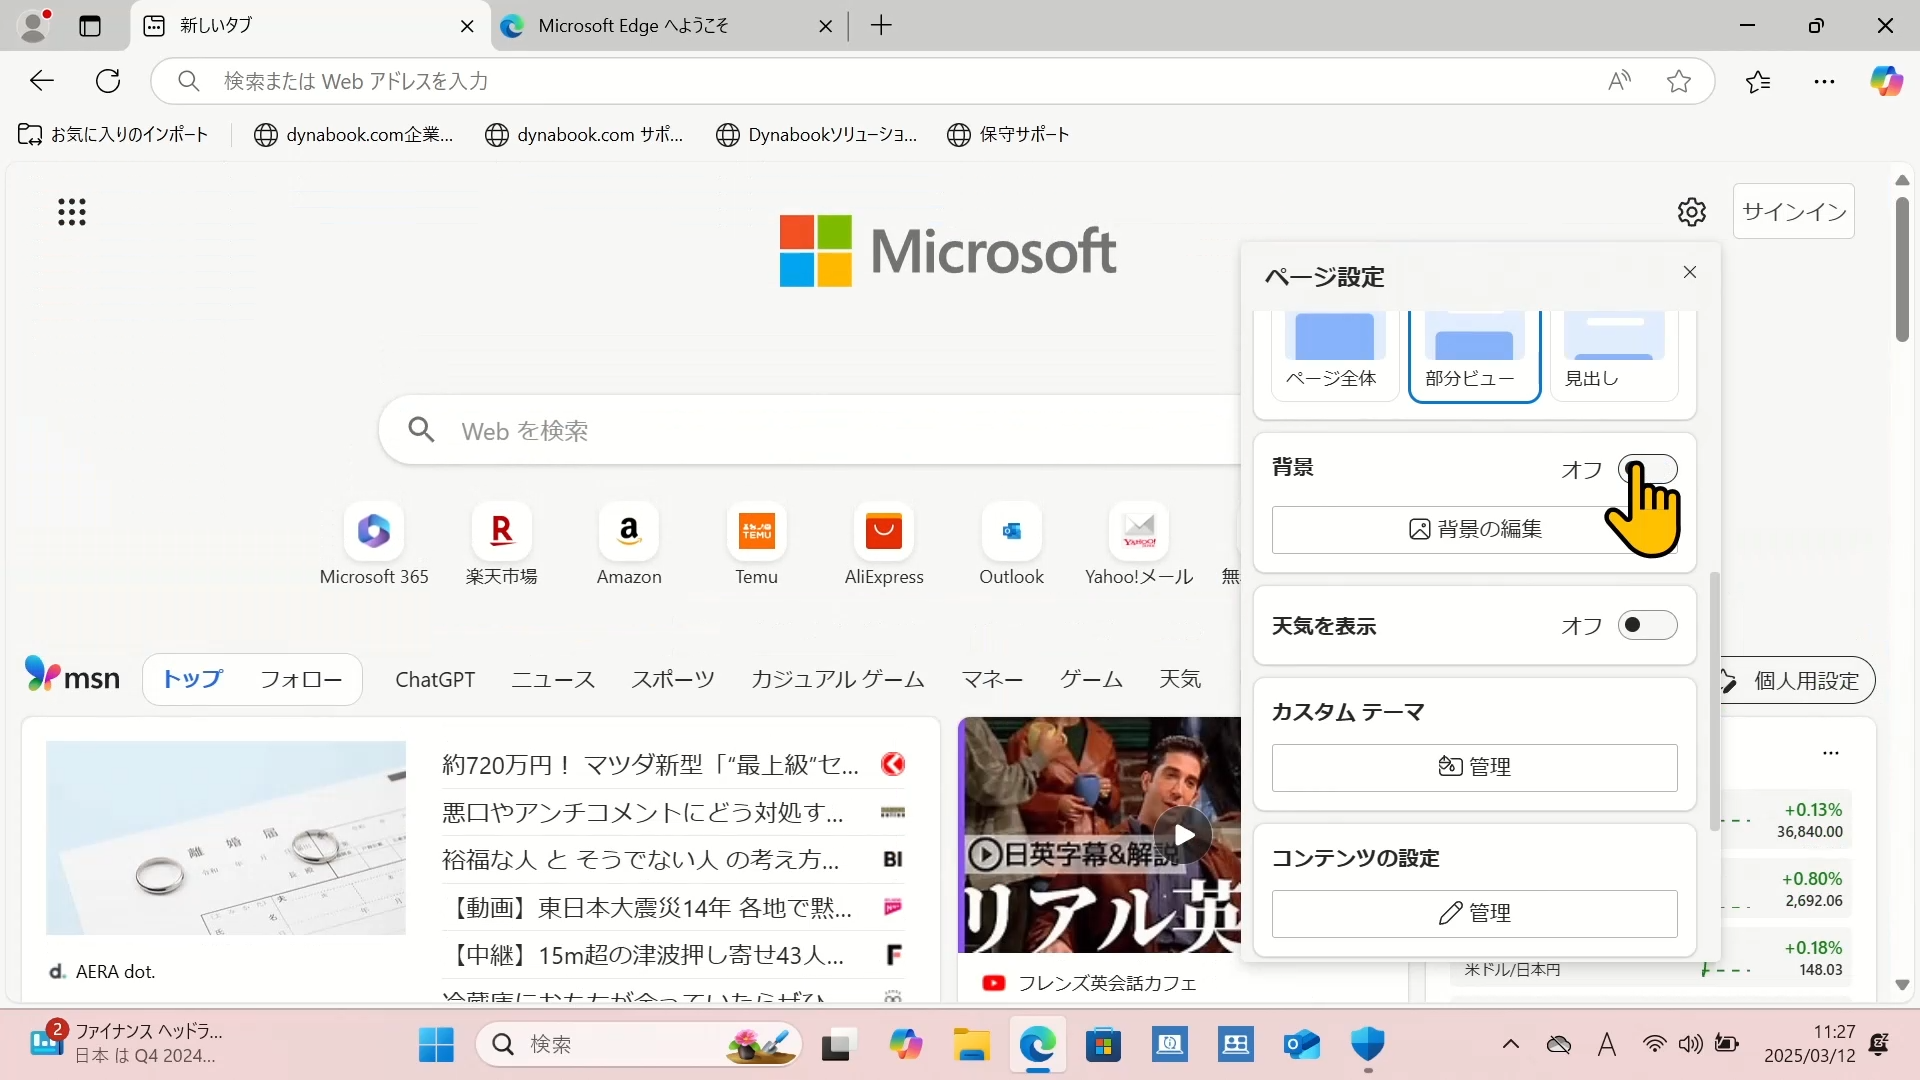 新しいタブ
Microsoft Edge へようこそ
検索または Web アドレスを入力
お気に入りのインポート
dynabook.com企業...
dynabook.com サポ...
Dynabookソリューショ...
保守サポート
Microsoft
サインイン
ページ設定
ページ全体
部分ビュー
見出し
Web を検索
背景
オフ
背景の編集
Microsoft 365
楽天市場
Amazon
Temu
AliExpress
Outlook
Yahoo!メール
無
天気を表示
オフ
msn
トップ
フォロー
ChatGPT
ニュース
スポーツ
カジュアル ゲーム
マネー
ゲーム
天気
個人用設定
カスタム テーマ
管理
コンテンツの設定
管理
離婚届
約720万円！ マツダ新型「“最上級”セ...
悪口やアンチコメントにどう対処す...
裕福な人 と そうでない人 の考え方...
BI
【動画】東日本大震災14年 各地で黙...
【中継】15m超の津波押し寄せ43人...
d. AERA dot.
日英字幕&解説
リアル英
フレンズ英会話カフェ
+0.13%
36,840.00
+0.80%
2,692.06
+0.18%
米ドル/日本円
148.03
2
ファイナンス ヘッドラ...
日本 は Q4 2024...
検索
A
11:27
2025/03/12